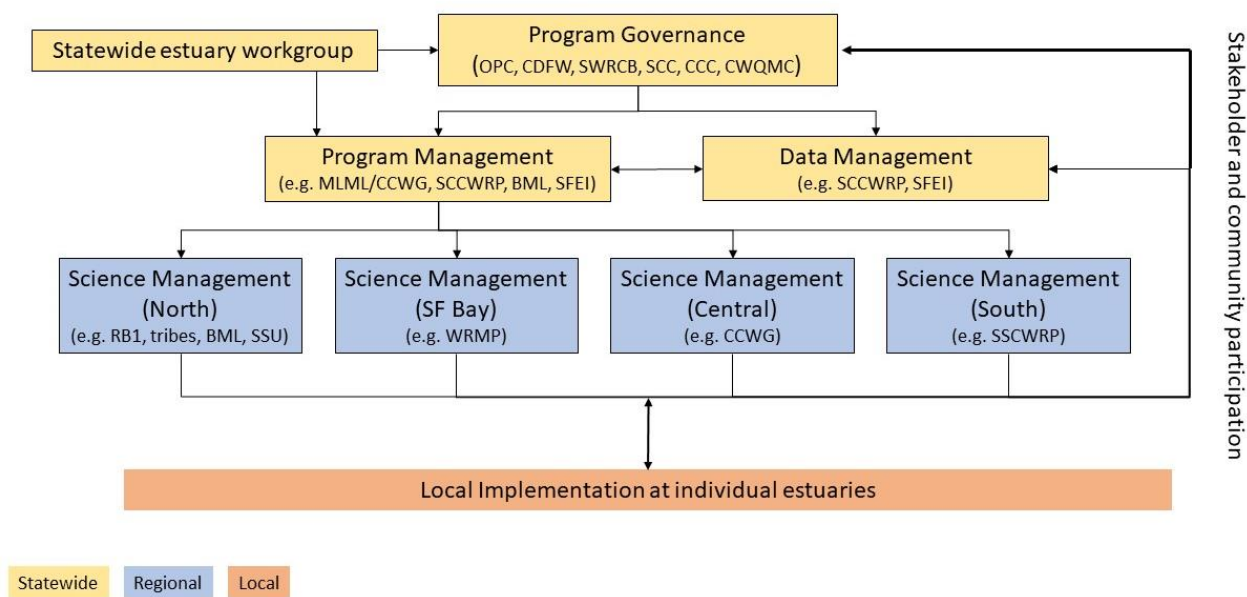 Statewide estuary workgroup
Program Governance
(OPC, CDFW, SWRCB, SCC, CCC, CWQMC)
Program Management
(e.g. MLML/CCWG, SCCWRP, BML, SFEI)
Data Management
(e.g. SCCWRP, SFEI)
Science Management
(North)
(e.g. RB1, tribes, BML, SSU)
Science Management
(SF Bay)
(e.g. WRMP)
Science Management
(Central)
(e.g. CCWG)
Science Management
(South)
(e.g. SSCWRP)
Stakeholder and community participation
Local Implementation at individual estuaries
Statewide
Regional
Local